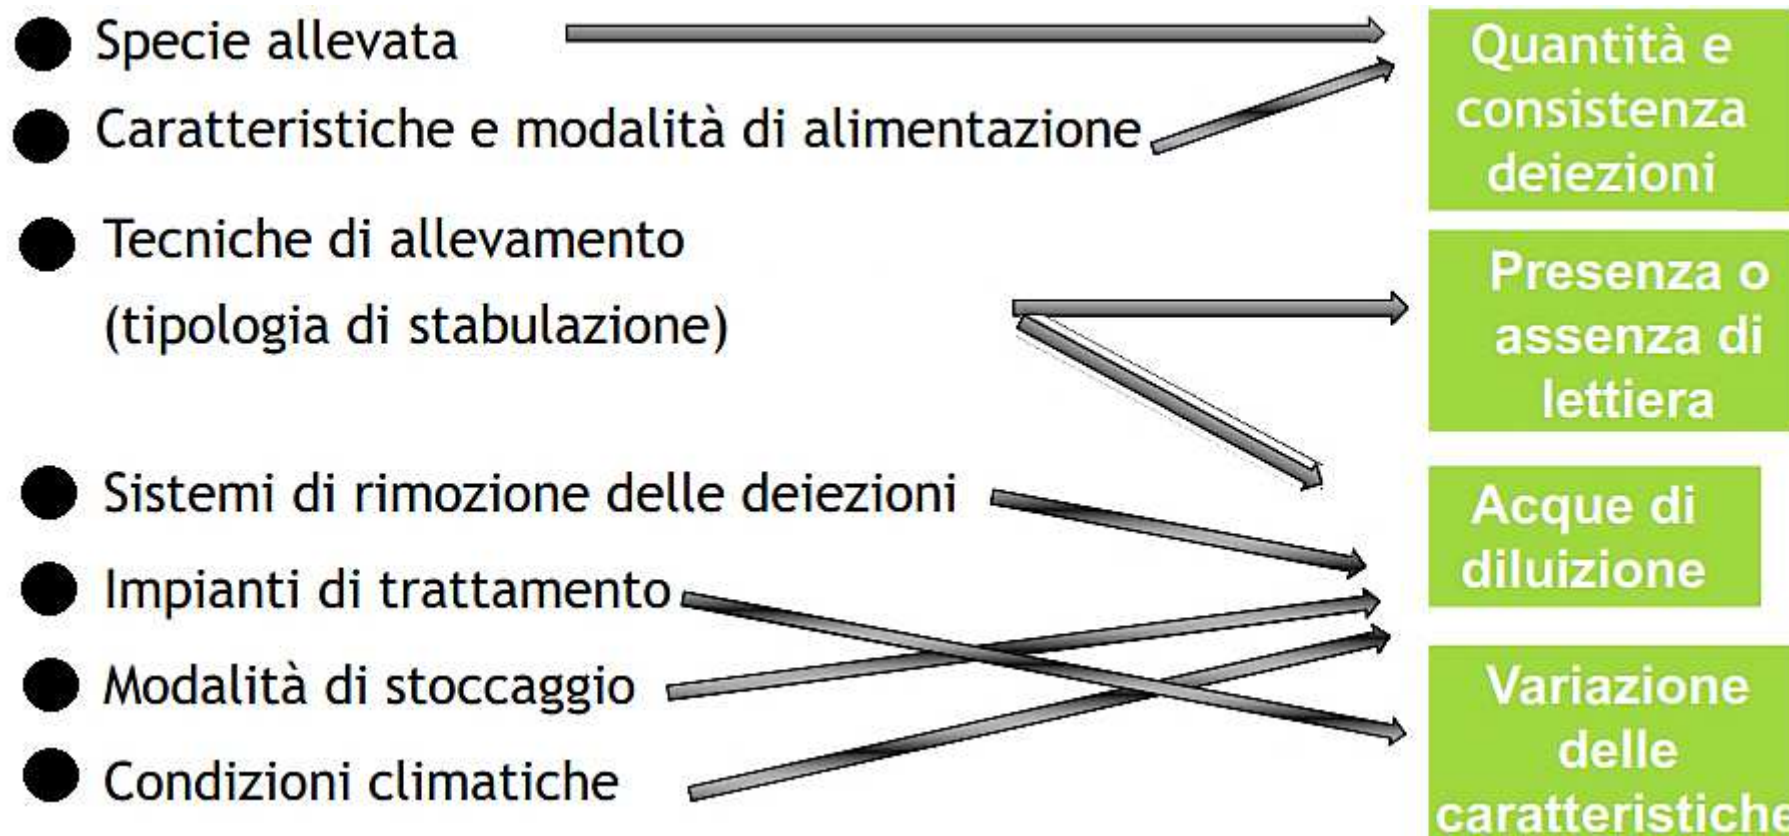 Specie allevata
Caratteristiche e modalità di alimentazione
Tecniche di allevamento
(tipologia di stabulazione)
Sistemi di rimozione delle deiezioni
Impianti di trattamento
Modalità di stoccaggio
Condizioni climatiche
Quantità e
consistenza
deiezioni
Presenza o
assenza di
lettiera
Acque di
diluizione
Variazione
delle
caratteristiche